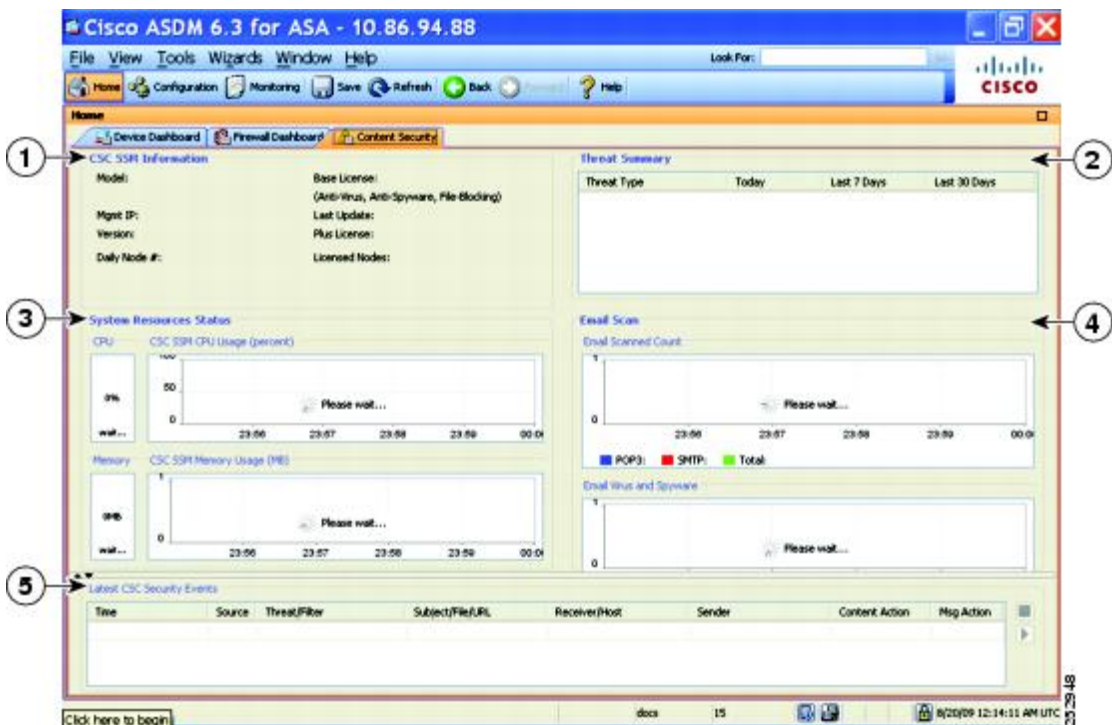 Cisco ASDM 6.3 for ASA - 10.86.94.88
File View Tools Wizards Window Help
Look For:
Home Configuration Monitoring Save Refresh Back Forward Help
CISCO
Home
Device Dashboard Firewall Dashboard Content Security
1
CSC SSM Information
Model:
Base License:
(Anti-Virus, Anti-Spyware, File-Blocking)
Mgmt IP:
Last Update:
Version:
Plus License:
Daily Node #:
Licensed Nodes:
2
Threat Summary
Threat Type Today Last 7 Days Last 30 Days
3
System Resources Status
CPU
0%
wait...
CSC SSM CPU Usage (percent)
100
50
0
Please wait...
23:56 23:57 23:58 23:59 00:0
Memory
0MB
wait...
CSC SSM Memory Usage (MB)
1
0
Please wait...
23:56 23:57 23:58 23:59 00:0
4
Email Scan
Email Scanned Count
1
0
Please wait...
23:56 23:57 23:58 23:59 00:0
POP3: SMTP: Total:
Email Virus and Spyware
1
0
Please wait...
5
Latest CSC Security Events
Time Source Threat/Filter Subject/File/URL Receiver/Host Sender Content Action Msg Action
Click here to begin
docs 15 8/20/09 12:14:11 AM UTC
252948